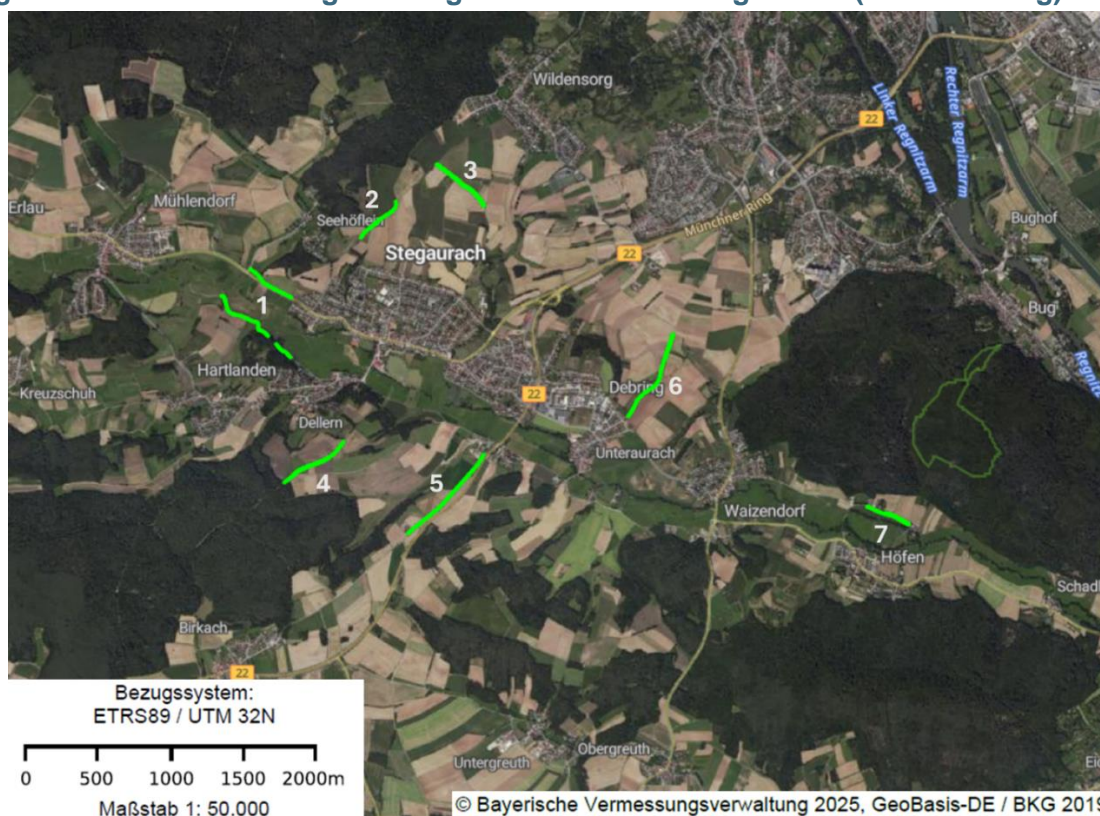 Wildensorg
22
Linker Regnitzarm
Rechter Regnitzarm
3
Mühlendorf
2
Erlau
Seehöflein
Münchner Ring
Bughof
Stegaurach
22
1
Bug
Hartlanden
Regnitz
Kreuzschuh
22
Debring
6
Dellern
Unteraurach
4
5
Waizendorf
7
Höfen
Schadl
Birkach
22
Bezugssystem:
ETRS89 / UTM 32N
0 500 1000 1500 2000m
Maßstab 1: 50.000
Untergreuth
Obergreuth
© Bayerische Vermessungsverwaltung 2025, GeoBasis-DE / BKG 2019